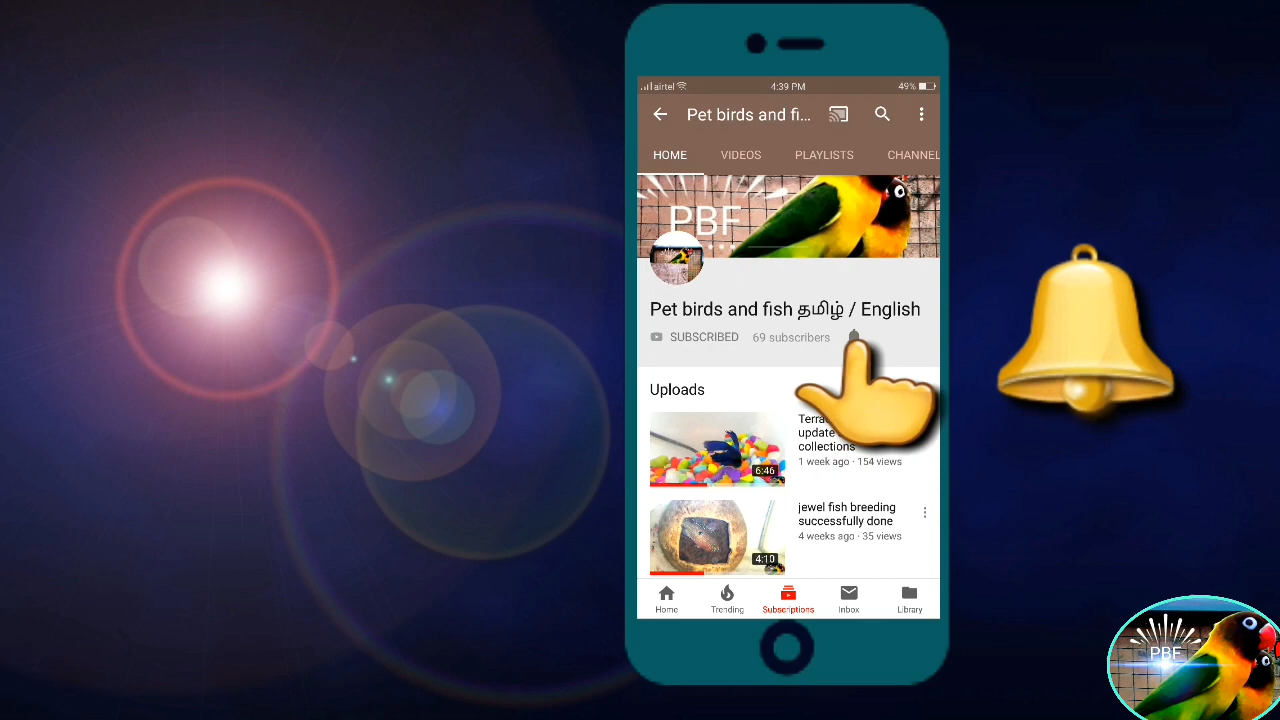 airtel 4:39 PM 49%
Pet birds and fi...
HOME VIDEOS PLAYLISTS CHANNEL
PBF
Pet birds and fish தமிழ் / English
SUBSCRIBED 69 subscribers
Uploads
update
collections
1 week ago · 154 views
6:46
jewel fish breeding
successfully done
4 weeks ago · 35 views
4:10
Home Trending Subscriptions Inbox Library
PBF